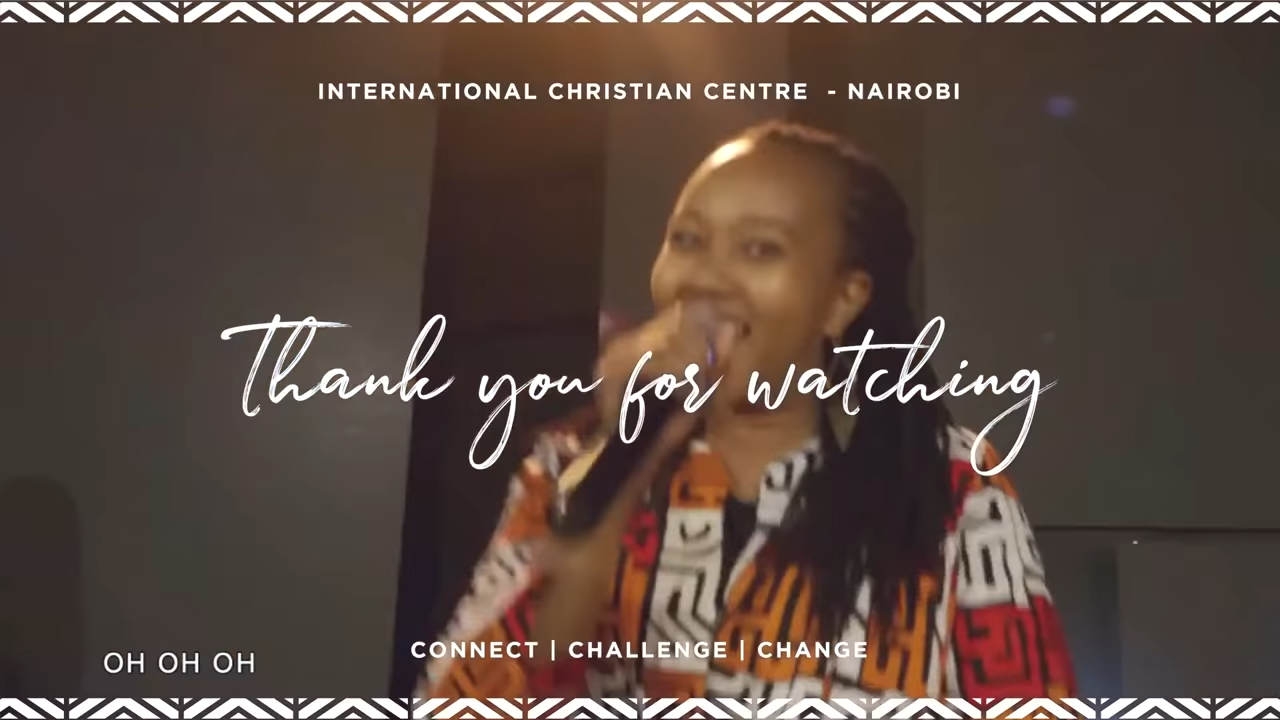 INTERNATIONAL CHRISTIAN CENTRE - NAIROBI
Thank you for watching
CONNECT | CHALLENGE | CHANGE
OH OH OH